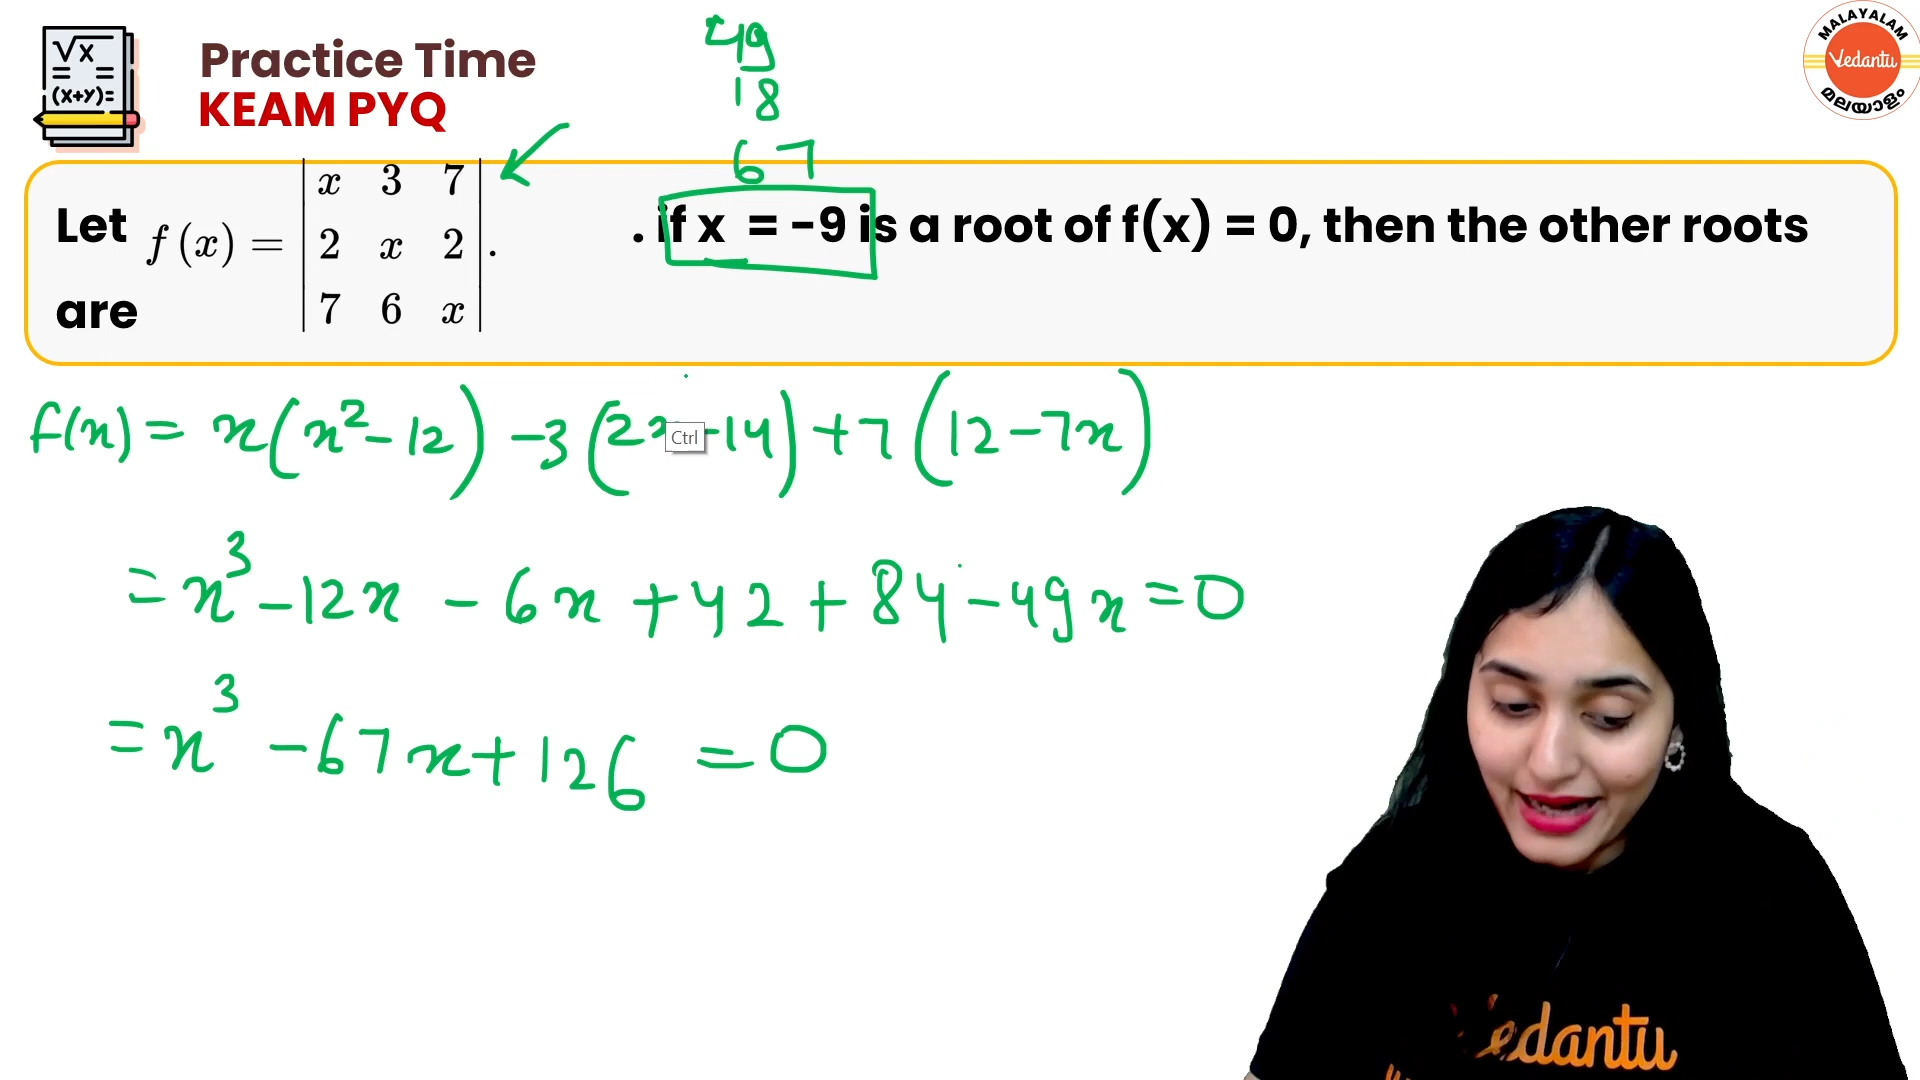 √x
= =
(x+y)=
Practice Time
KEAM PYQ
49
18
67
MALAYALAM
Vedantu
മലയാളം
Let f(x) = | x 3 7 |
| 2 x 2 | .
| 7 6 x |
. if x = -9 is a root of f(x) = 0, then the other roots
are
f(x) = x(x² - 12) - 3(2x - 14) + 7(12 - 7x)
Ctrl
= x³ - 12x - 6x + 42 + 84 - 49x = 0
= x³ - 67x + 126 = 0
Vedantu